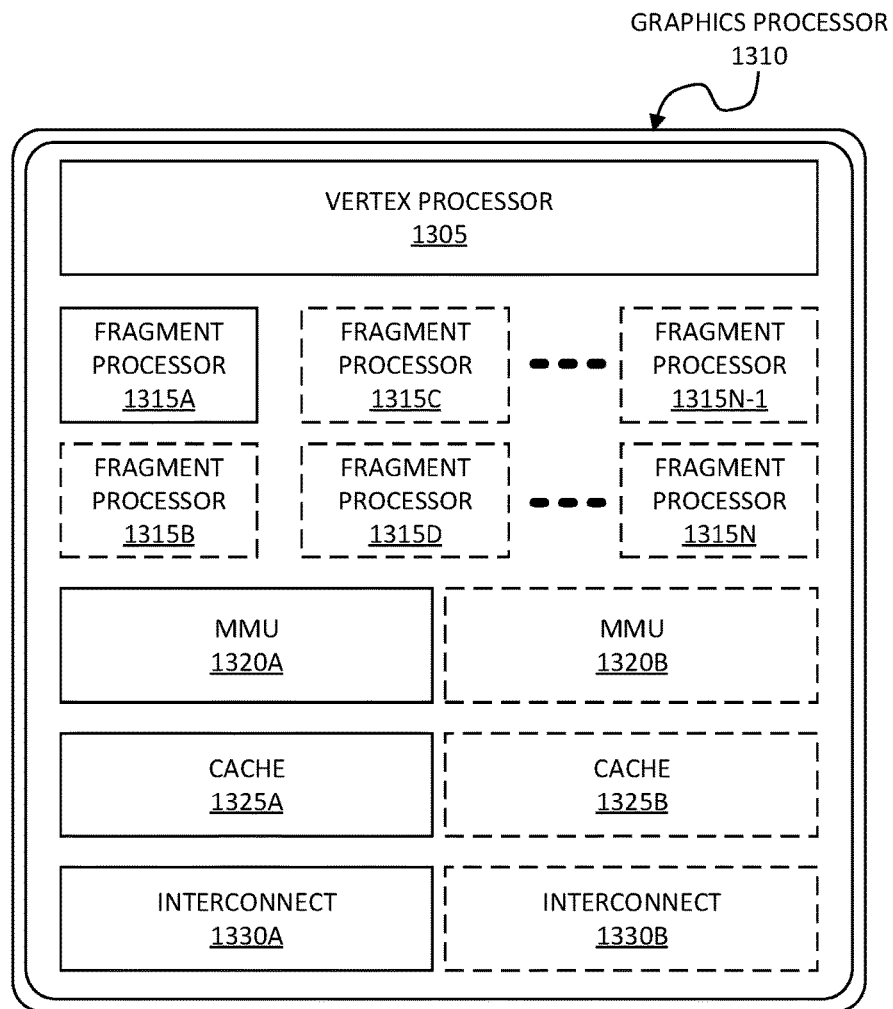 GRAPHICS PROCESSOR
1310
VERTEX PROCESSOR
1305
FRAGMENT
PROCESSOR
1315A
FRAGMENT
PROCESSOR
1315C
FRAGMENT
PROCESSOR
1315N-1
FRAGMENT
PROCESSOR
1315B
FRAGMENT
PROCESSOR
1315D
FRAGMENT
PROCESSOR
1315N
MMU
1320A
MMU
1320B
CACHE
1325A
CACHE
1325B
INTERCONNECT
1330A
INTERCONNECT
1330B